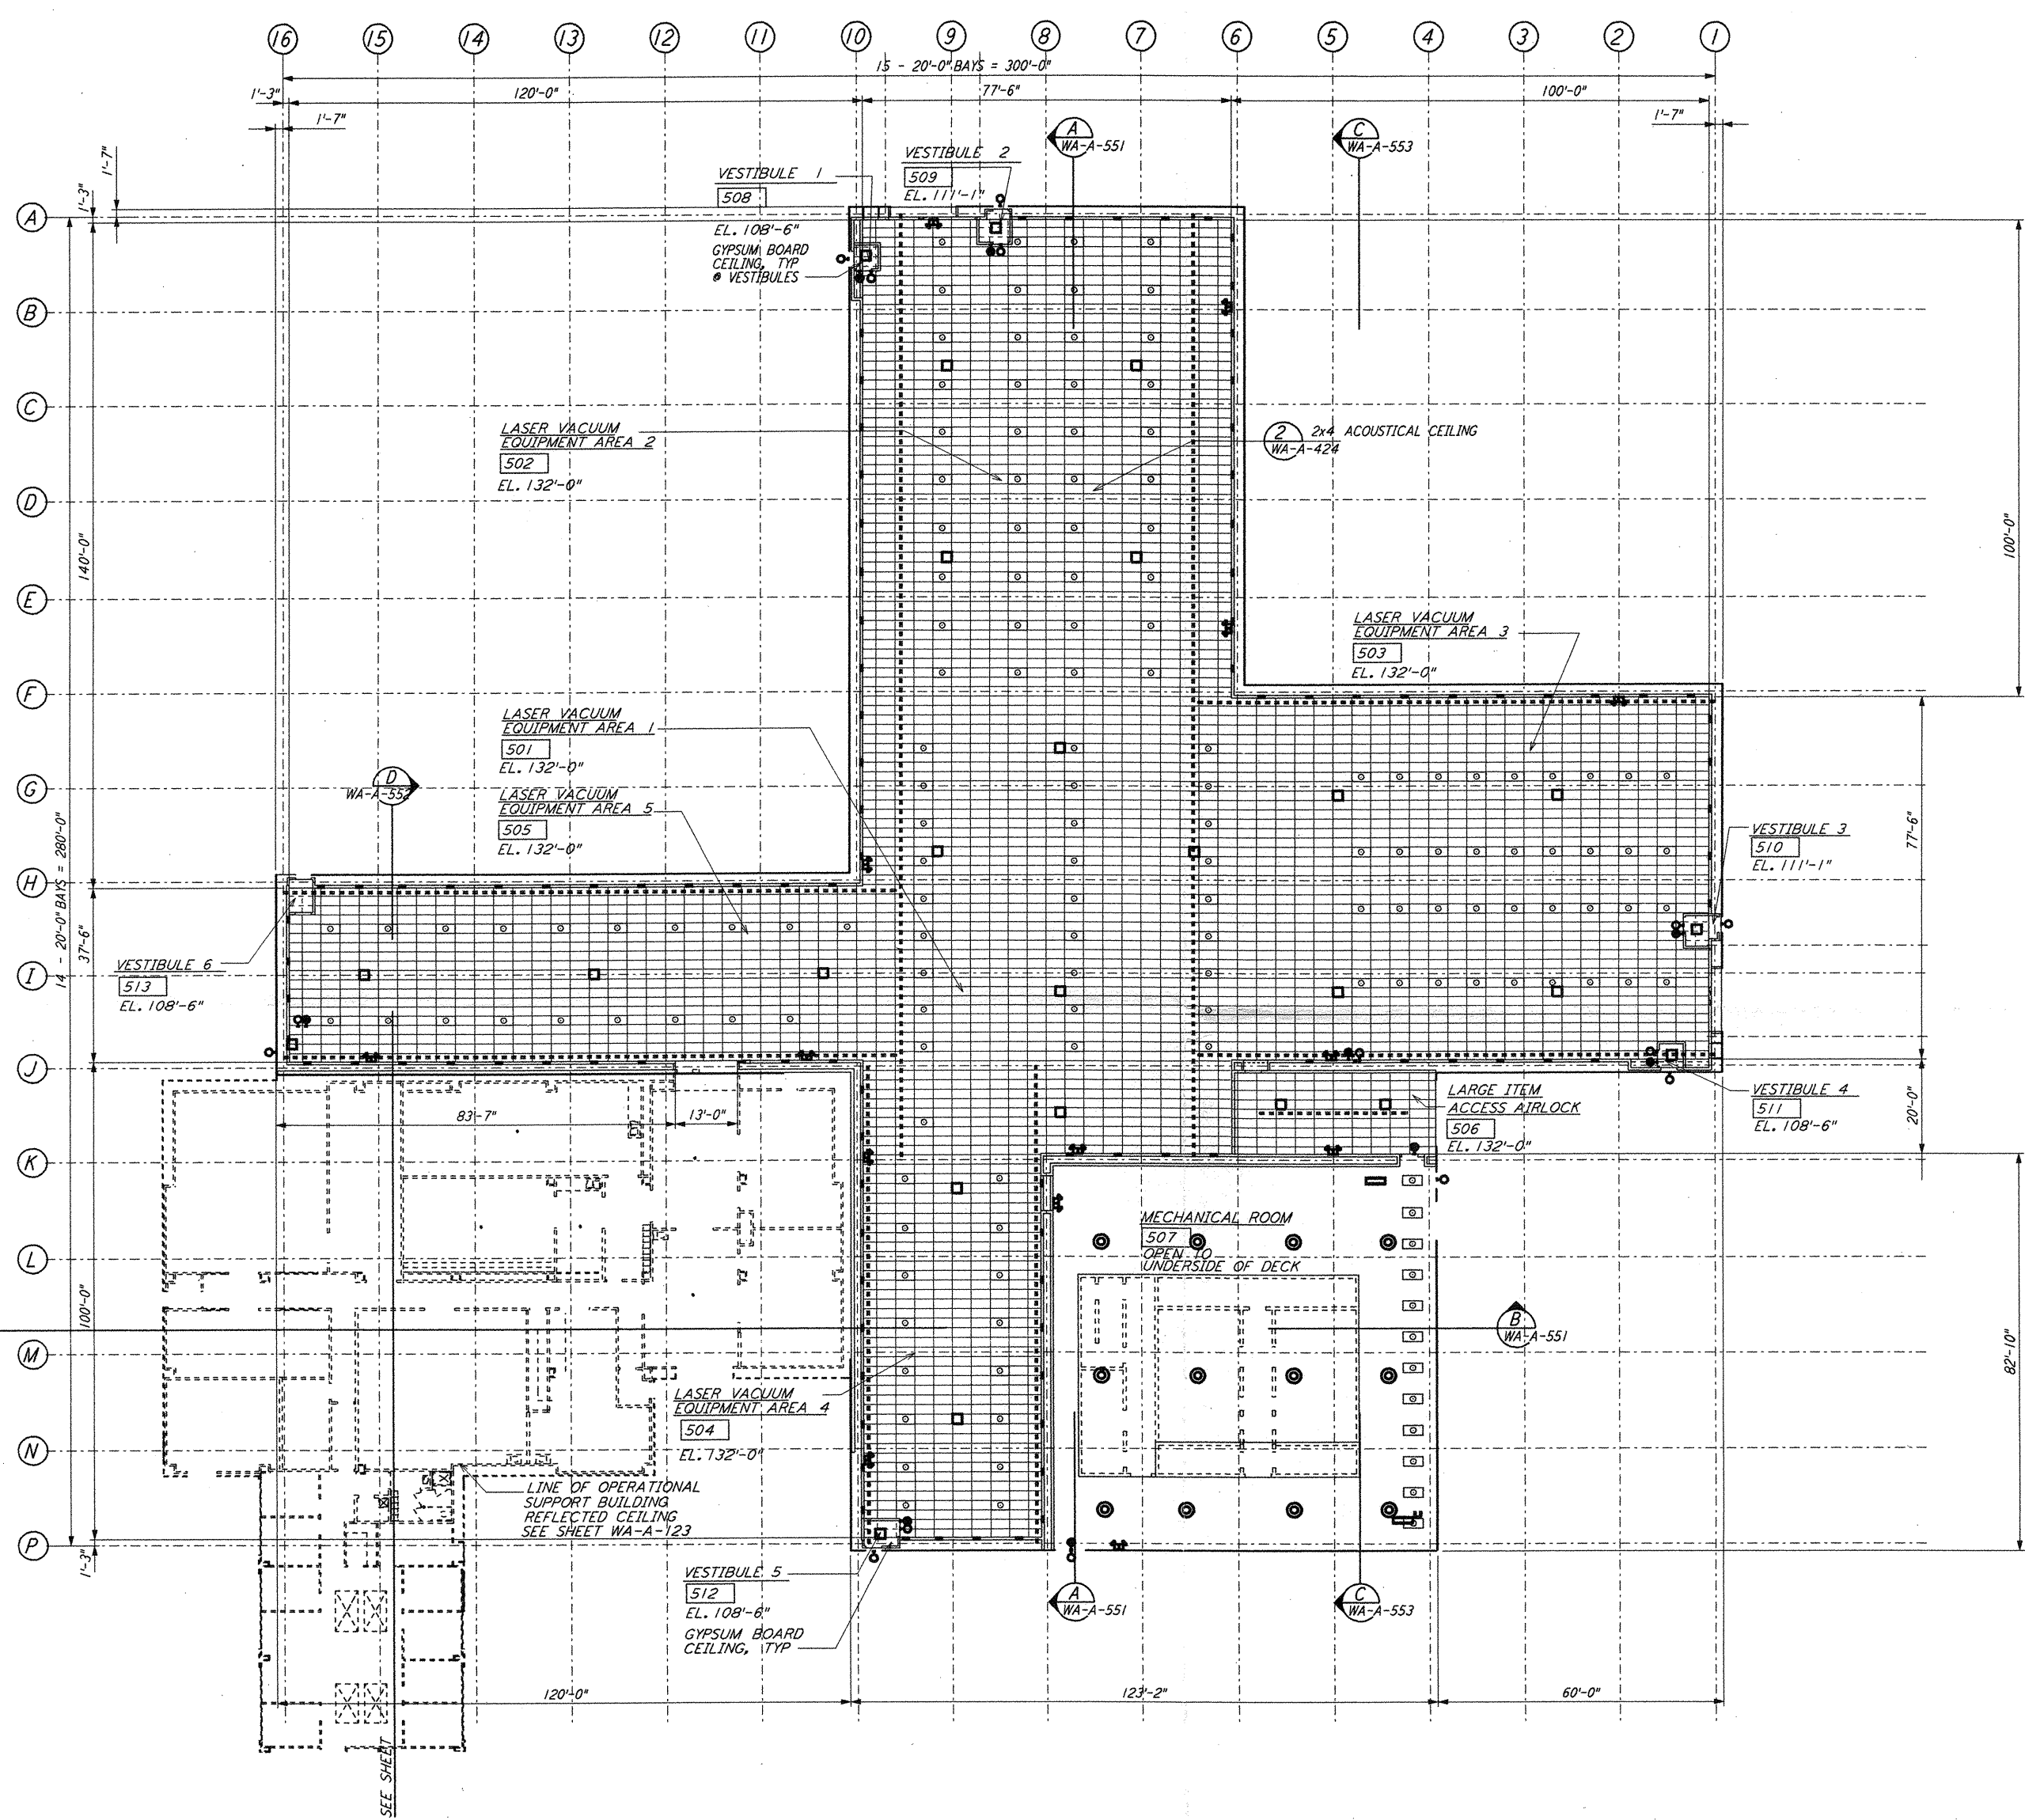 16 15 14 13 12 11 10 9 8 7 6 5 4 3 2 1
15 - 20'-0" BAYS = 300'-0"
1'-3"
120'-0"
77'-6"
100'-0"
1'-7"
1'-7"
1'-7"
1'-3"
A
WA-A-551
C
WA-A-553
VESTIBULE 1
508
EL. 108'-6"
GYPSUM BOARD
CEILING, TYP
@ VESTIBULES
VESTIBULE 2
509
EL. 111'-1"
A
B
C
D
E
F
G
H
I
J
K
L
M
N
P
LASER VACUUM
EQUIPMENT AREA 2
502
EL. 132'-0"
2
WA-A-424
2x4 ACOUSTICAL CEILING
140'-0"
100'-0"
LASER VACUUM
EQUIPMENT AREA 3
503
EL. 132'-0"
LASER VACUUM
EQUIPMENT AREA 1
501
EL. 132'-0"
D
WA-A-552
LASER VACUUM
EQUIPMENT AREA 5
505
EL. 132'-0"
14 - 20'-0" BAYS = 280'-0"
77'-6"
VESTIBULE 3
510
EL. 111'-1"
37'-6"
VESTIBULE 6
513
EL. 108'-6"
83'-7"
13'-0"
LARGE ITEM
ACCESS AIRLOCK
506
EL. 132'-0"
VESTIBULE 4
511
EL. 108'-6"
20'-0"
MECHANICAL ROOM
507
OPEN TO
UNDERSIDE OF DECK
100'-0"
B
WA-A-551
82'-10"
LASER VACUUM
EQUIPMENT AREA 4
504
EL. 132'-0"
LINE OF OPERATIONAL
SUPPORT BUILDING
REFLECTED CEILING
SEE SHEET WA-A-123
1'-3"
VESTIBULE 5
512
EL. 108'-6"
GYPSUM BOARD
CEILING, TYP
A
WA-A-551
C
WA-A-553
120'-0"
123'-2"
60'-0"
SEE SHEET